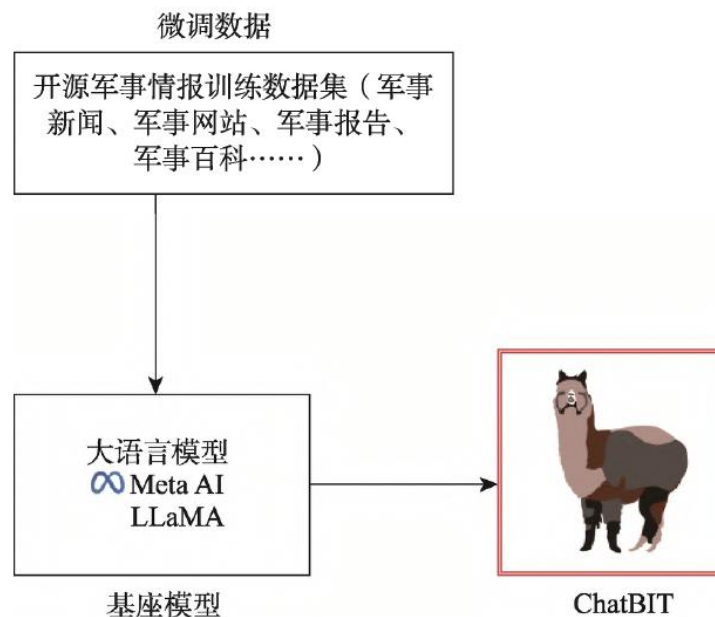 微调数据
开源军事情报训练数据集（军事
新闻、军事网站、军事报告、
军事百科……）
大语言模型
Meta AI
LLaMA
基座模型
ChatBIT